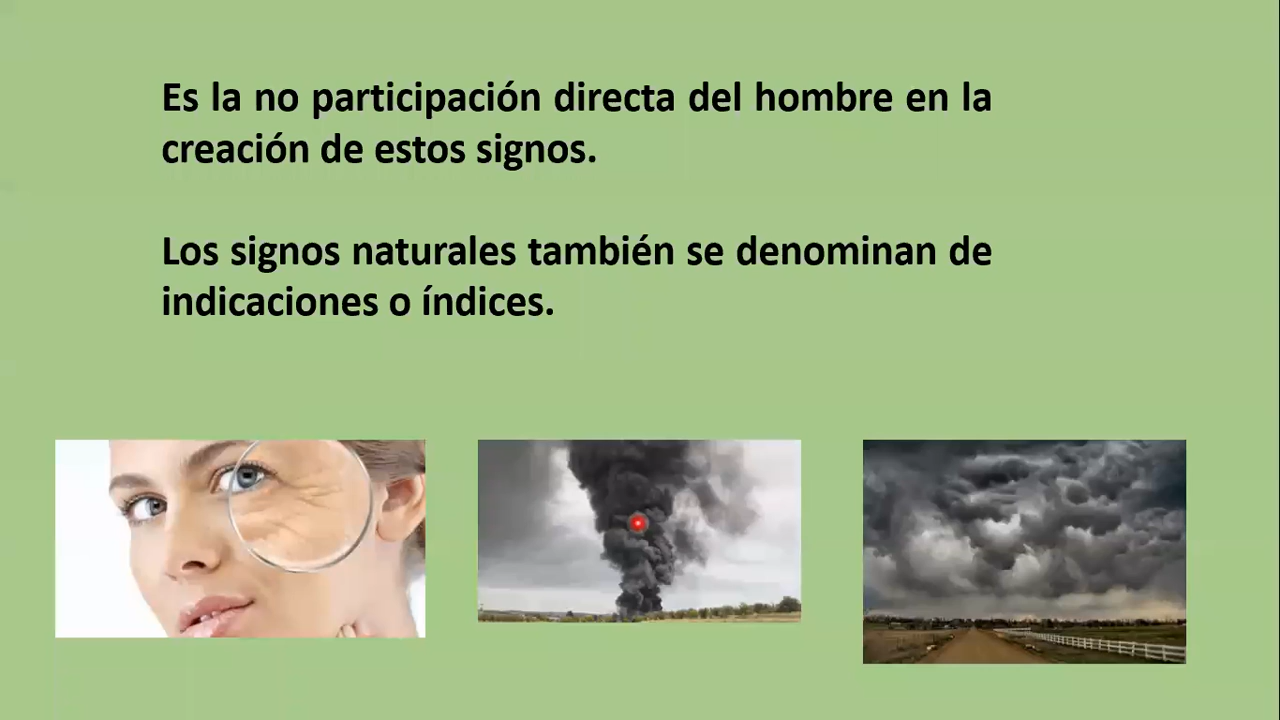 Es la no participación directa del hombre en la
creación de estos signos.
Los signos naturales también se denominan de
indicaciones o índices.